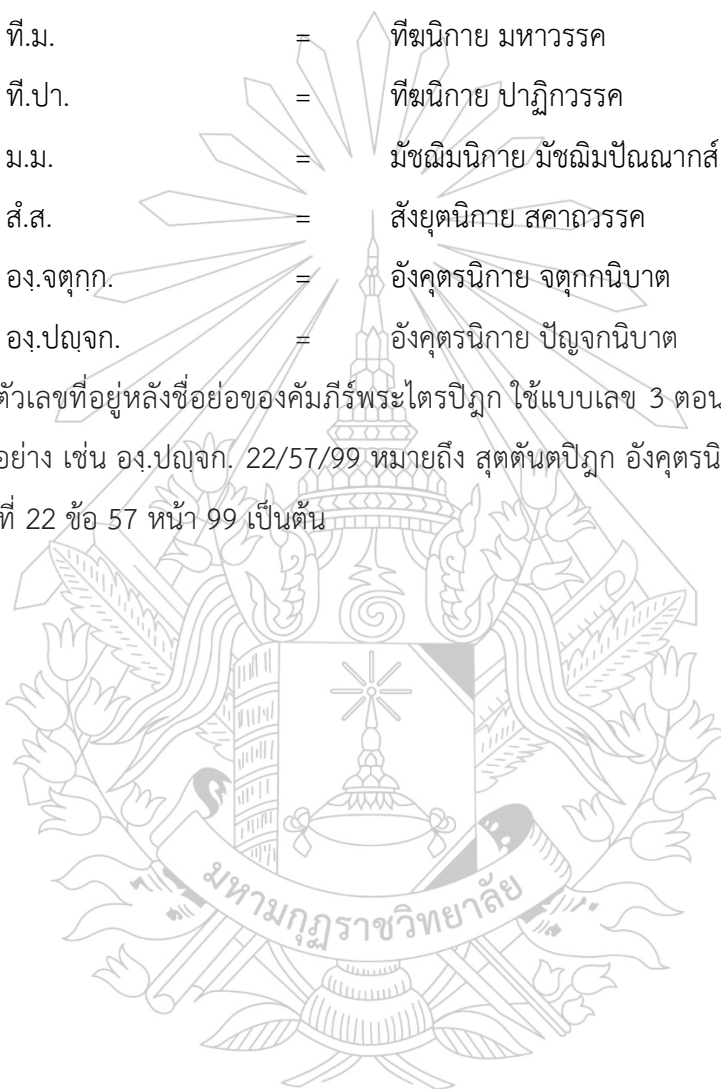 ที.ม. = ทีฆนิกาย มหาวรรค
ที.ปา. = ทีฆนิกาย ปาฏิกวรรค
ม.ม. = มัชฌิมนิกาย มัชฌิมปัณณาสก์
สํ.ส. = สังยุตนิกาย สคาถวรรค
องฺ.จตุกฺก. = อังคุตรนิกาย จตุกกนิบาต
องฺ.ปญฺจก. = อังคุตรนิกาย ปัญจกนิบาต
ตัวเลขที่อยู่หลังชื่อย่อของคัมภีร์พระไตรปิฎก ใช้แบบเลข 3 ตอน
อย่าง เช่น องฺ.ปญฺจก. 22/57/99 หมายถึง สุตตันตปิฎก อังคุตรนิ
ที่ 22 ข้อ 57 หน้า 99 เป็นต้น
มหามกุฏราชวิทยาลัย